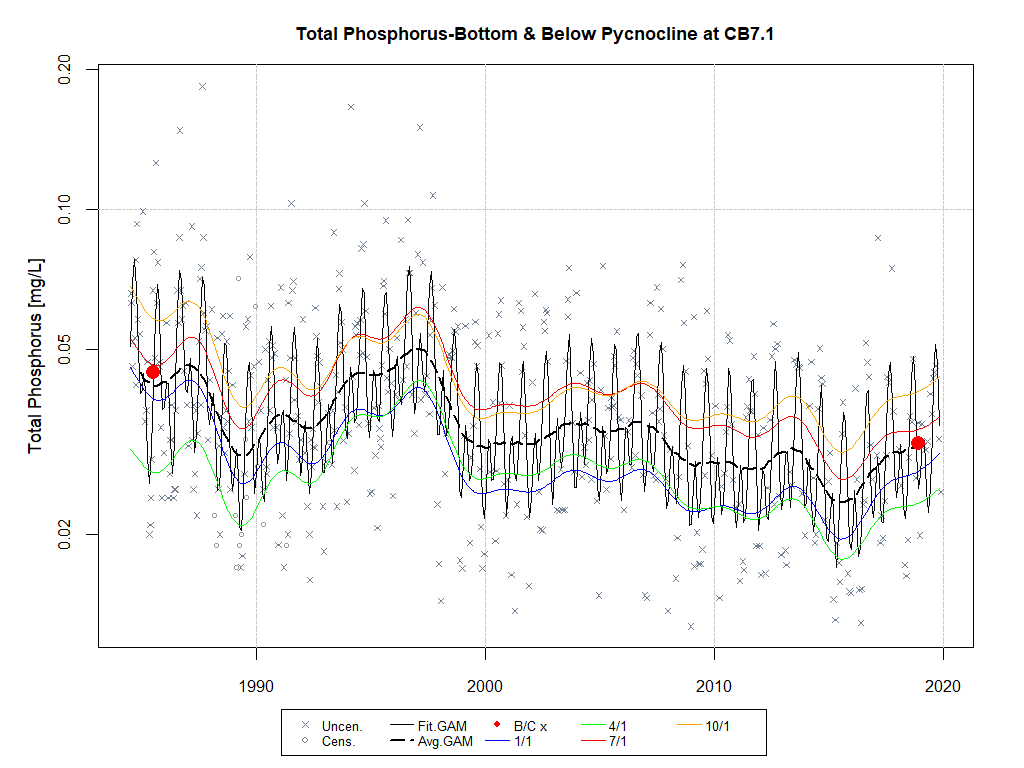 Total Phosphorus-Bottom & Below Pycnocline at CB7.1
Total Phosphorus [mg/L]
0.20
0.10
0.05
0.02
1990 2000 2010 2020
Uncen. Fit.GAM B/C x 4/1 10/1
Cens. Avg.GAM 1/1 7/1